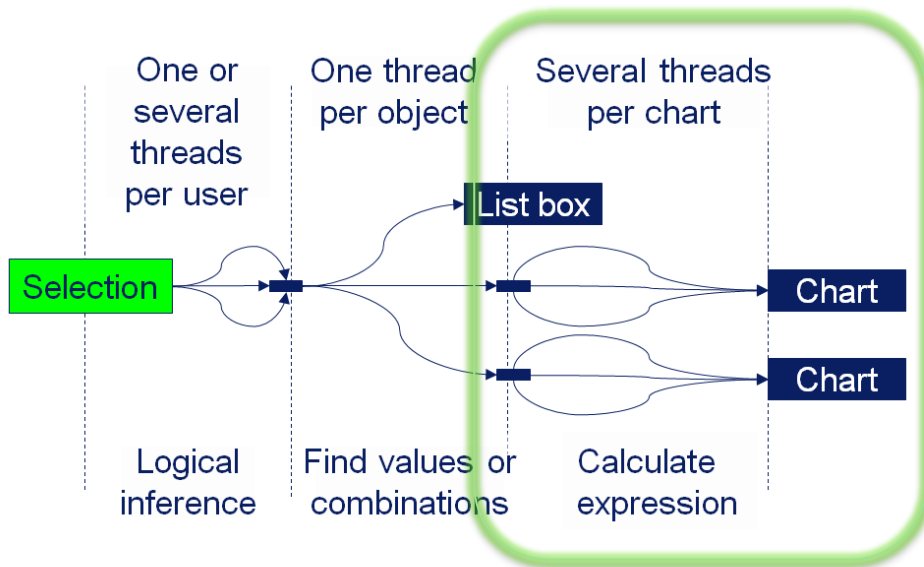 One or
several
threads
per user
One thread
per object
Several threads
per chart
List box
Selection
Chart
Chart
Logical
inference
Find values or
combinations
Calculate
expression